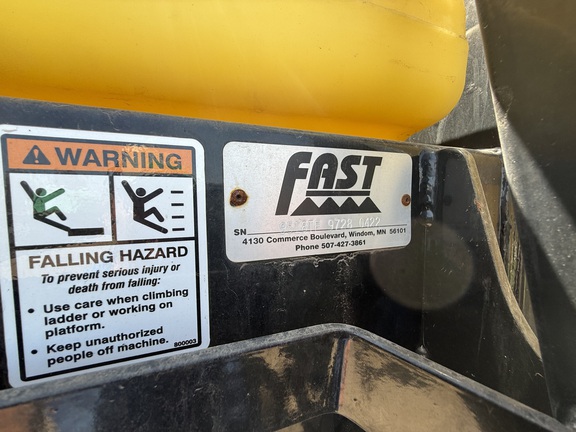 WARNING
FALLING HAZARD
To prevent serious injury or
death from falling:
• Use care when climbing
ladder or working on
platform.
• Keep unauthorized
people off machine.
800003
FAST
SN 9728 0422
4130 Commerce Boulevard, Windom, MN 56101
Phone 507-427-3861